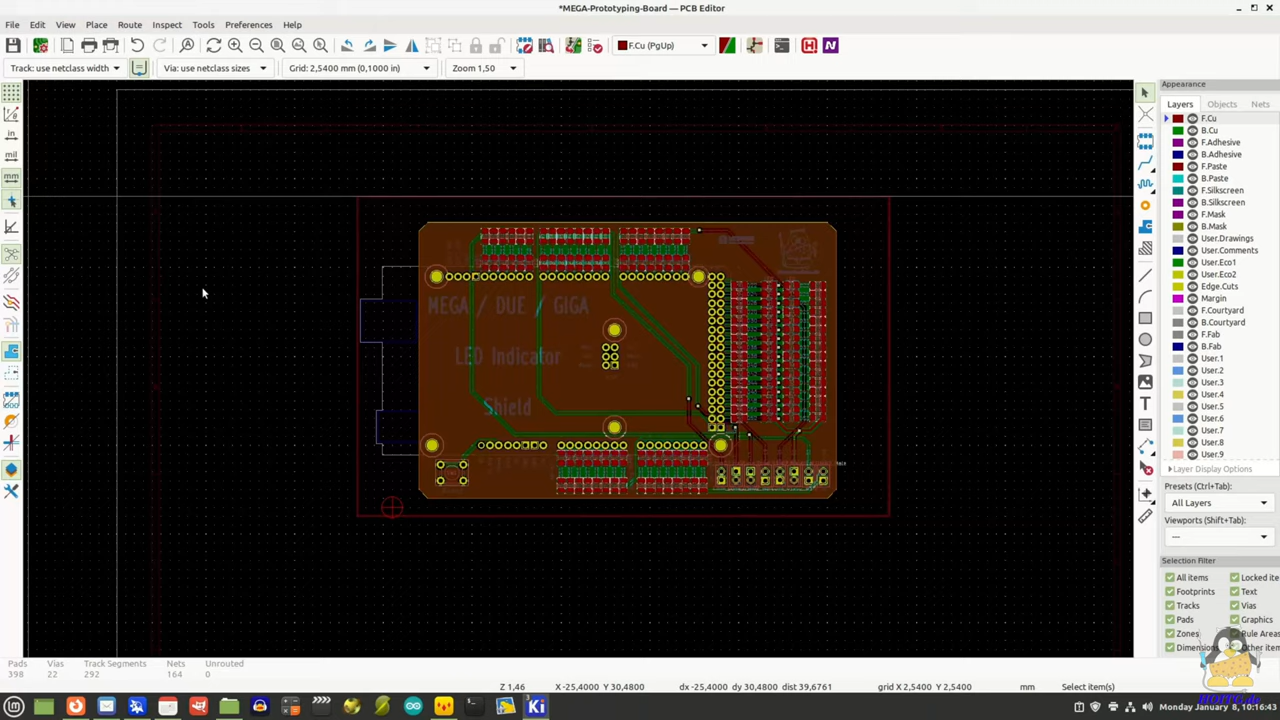 *MEGA-Prototyping-Board — PCB Editor
File Edit View Place Route Inspect Tools Preferences Help
F.Cu (PgUp)
Track: use netclass width
Via: use netclass sizes
Grid: 2,5400 mm (0,1000 in)
Zoom 1,50
in
mil
mm
MEGA / DUE / GIGA
LED Indicator
Shield
Appearance
Layers Objects Nets
F.Cu
B.Cu
F.Adhesive
B.Adhesive
F.Paste
B.Paste
F.Silkscreen
B.Silkscreen
F.Mask
B.Mask
User.Drawings
User.Comments
User.Eco1
User.Eco2
Edge.Cuts
Margin
F.Courtyard
B.Courtyard
F.Fab
B.Fab
User.1
User.2
User.3
User.4
User.5
User.6
User.7
User.8
User.9
Layer Display Options
Presets (Ctrl+Tab):
All Layers
Viewports (Shift+Tab):
---
Selection Filter
All items Locked ite
Footprints Text
Tracks Vias
Pads Graphics
Zones Rule Areas
Dimensions Other item
Pads Vias Track Segments Nets Unrouted
398 22 292 164 0
Z 1,46 X -25,4000 Y 30,4800 dx -25,4000 dy 30,4800 dist 39,6761 grid X 2,5400 Y 2,5400 mm Select item(s)
Ki
Monday January 8, 10:16:43